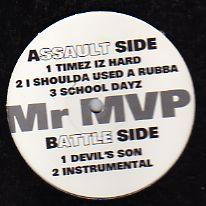 ASSAULT SIDE
1 TIMEZ IZ HARD
2 I SHOULDA USED A RUBBA
3 SCHOOL DAYZ
Mr MVP
BATTLE SIDE
1 DEVIL'S SON
2 INSTRUMENTAL